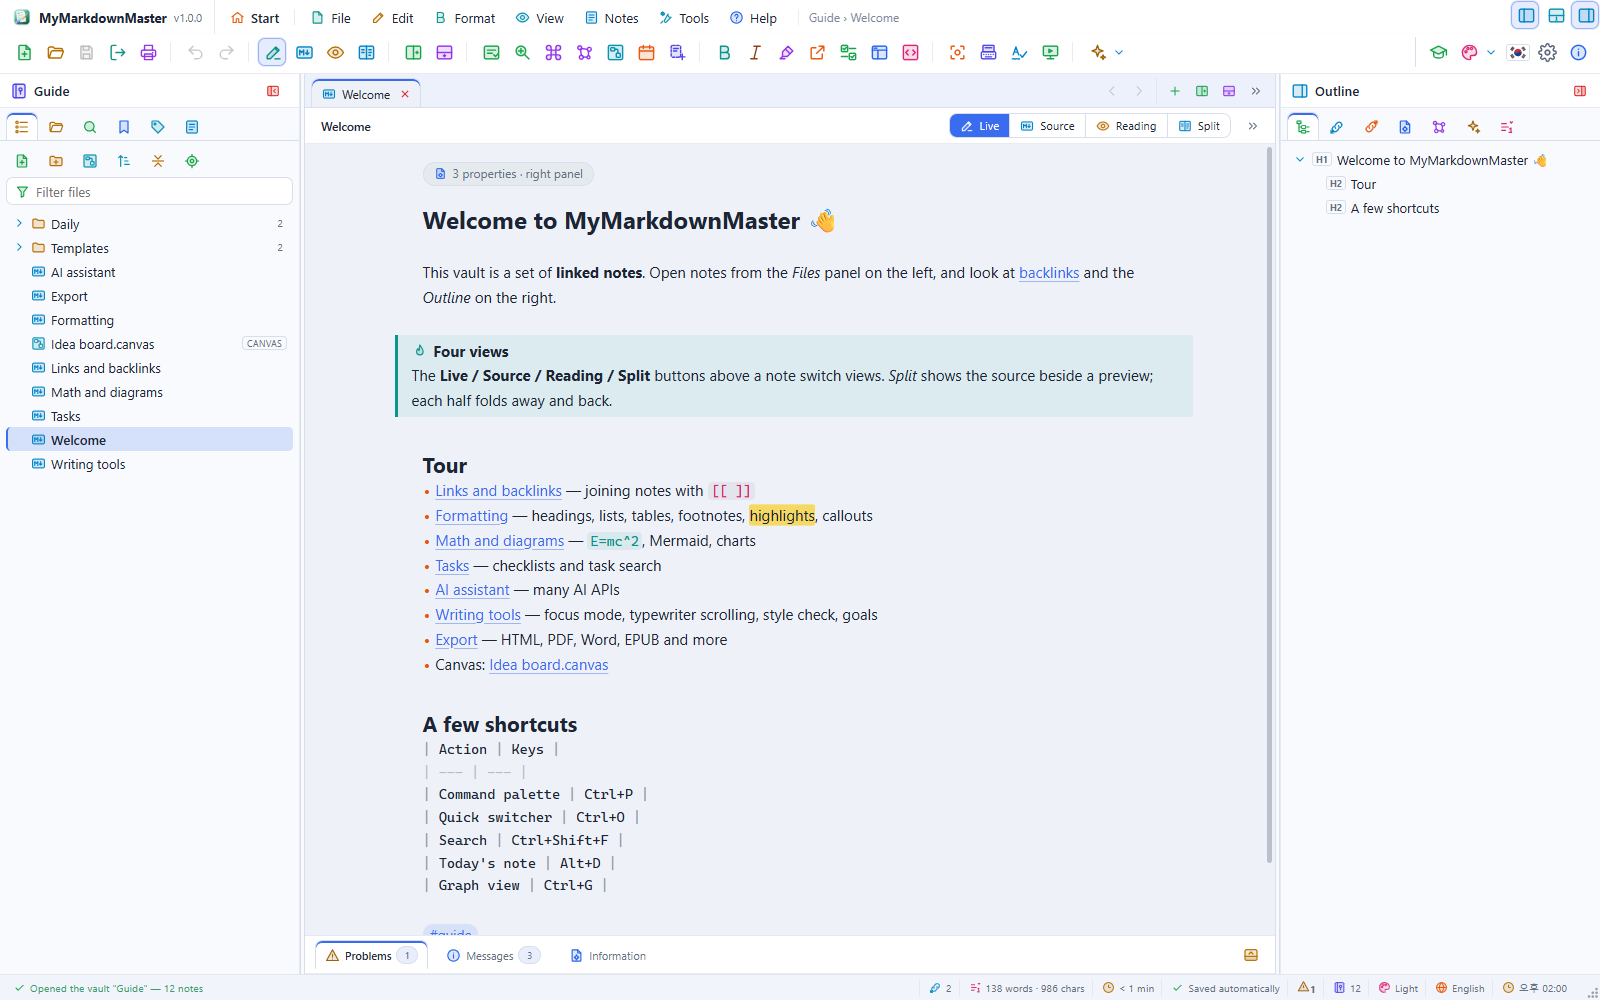 MyMarkdownMaster v1.0.0 Start File Edit Format View Notes Tools Help Guide › Welcome
Guide
Welcome
Outline
Welcome
Live Source Reading Split
Filter files
Daily 2
Templates 2
AI assistant
Export
Formatting
Idea board.canvas CANVAS
Links and backlinks
Math and diagrams
Tasks
Welcome
Writing tools
3 properties · right panel
Welcome to MyMarkdownMaster 👋
This vault is a set of linked notes. Open notes from the Files panel on the left, and look at backlinks and the
Outline on the right.
Four views
The Live / Source / Reading / Split buttons above a note switch views. Split shows the source beside a preview;
each half folds away and back.
Tour
• Links and backlinks — joining notes with [[ ]]
• Formatting — headings, lists, tables, footnotes, highlights, callouts
• Math and diagrams — E=mc^2, Mermaid, charts
• Tasks — checklists and task search
• AI assistant — many AI APIs
• Writing tools — focus mode, typewriter scrolling, style check, goals
• Export — HTML, PDF, Word, EPUB and more
• Canvas: Idea board.canvas
A few shortcuts
| Action | Keys |
| --- | --- |
| Command palette | Ctrl+P |
| Quick switcher | Ctrl+O |
| Search | Ctrl+Shift+F |
| Today's note | Alt+D |
| Graph view | Ctrl+G |
#guide
H1 Welcome to MyMarkdownMaster 👋
H2 Tour
H2 A few shortcuts
Problems 1 Messages 3 Information
Opened the vault "Guide" — 12 notes
2 138 words · 986 chars < 1 min Saved automatically 1 12 Light English 오후 02:00